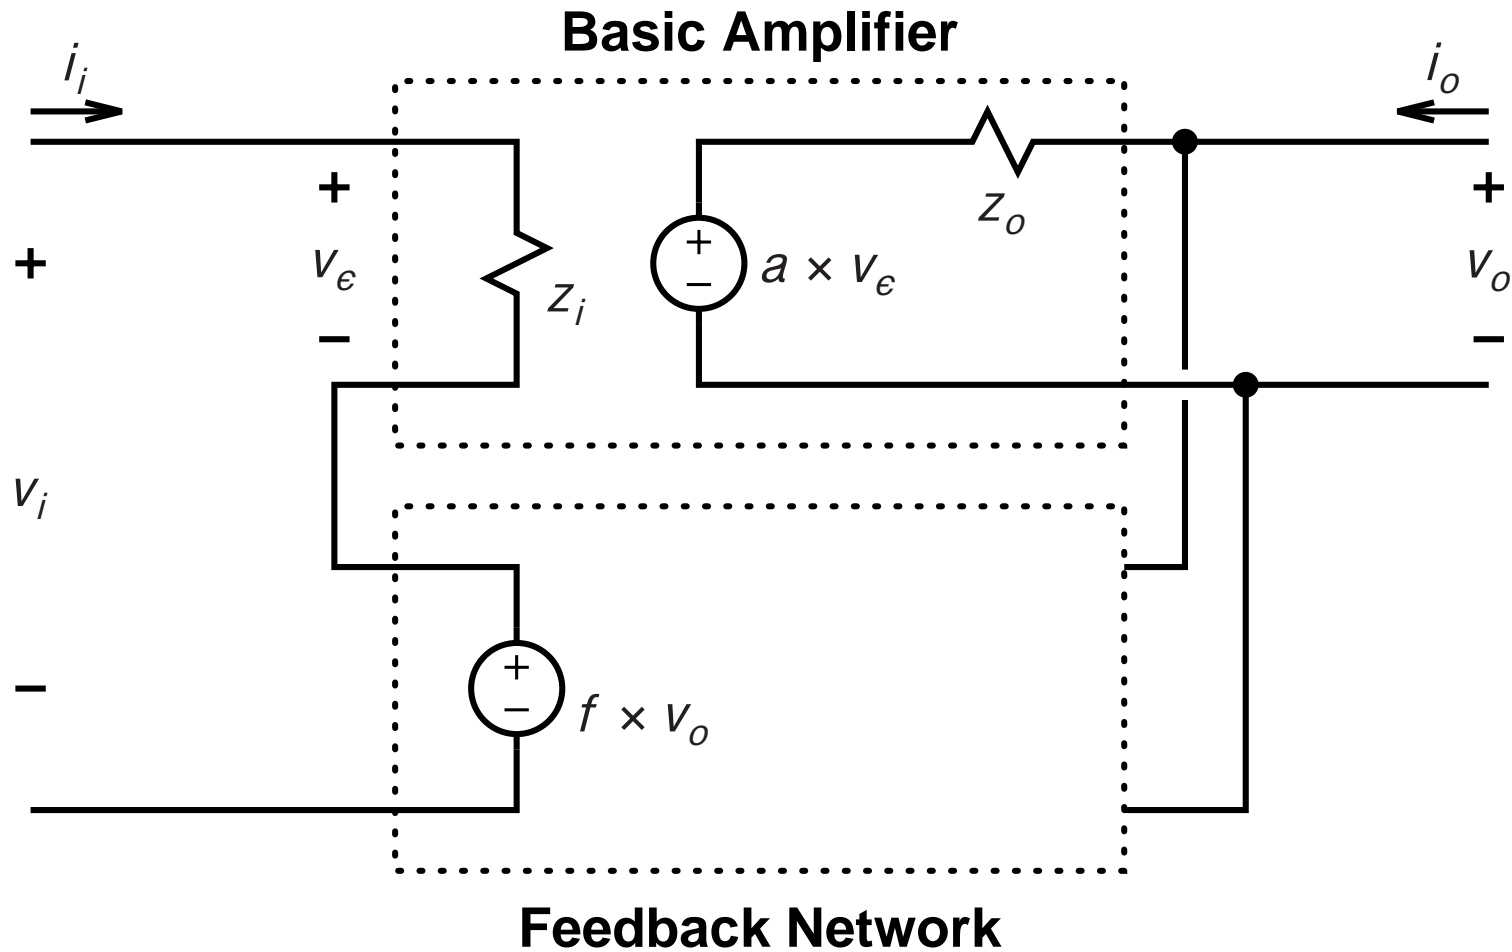 Basic Amplifier
i_i
i_o
+
+
+
v_ϵ
z_i
+
−
a × v_ϵ
z_o
v_o
−
−
v_i
+
−
f × v_o
−
Feedback Network